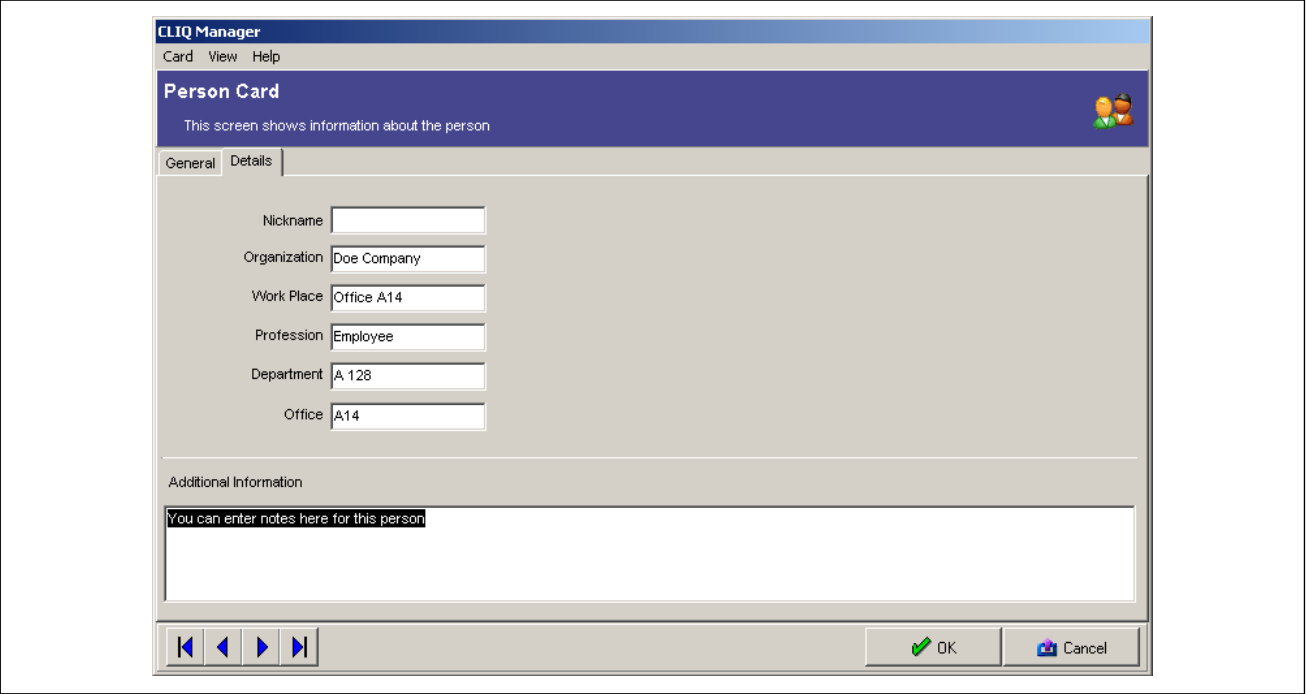 CLIQ Manager
Card View Help
Person Card
This screen shows information about the person
General Details
Nickname
Organization Doe Company
Work Place Office A14
Profession Employee
Department A 128
Office A14
Additional Information
You can enter notes here for this person
OK Cancel